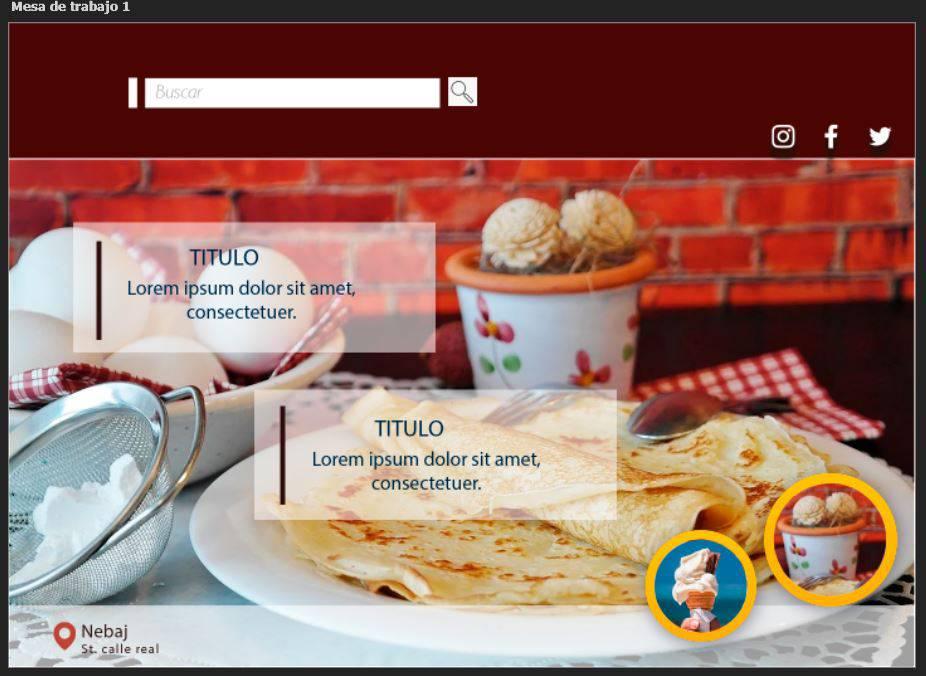 Mesa de trabajo 1
Buscar
TITULO
Lorem ipsum dolor sit amet,
consectetuer.
TITULO
Lorem ipsum dolor sit amet,
consectetuer.
Nebaj
St. calle real